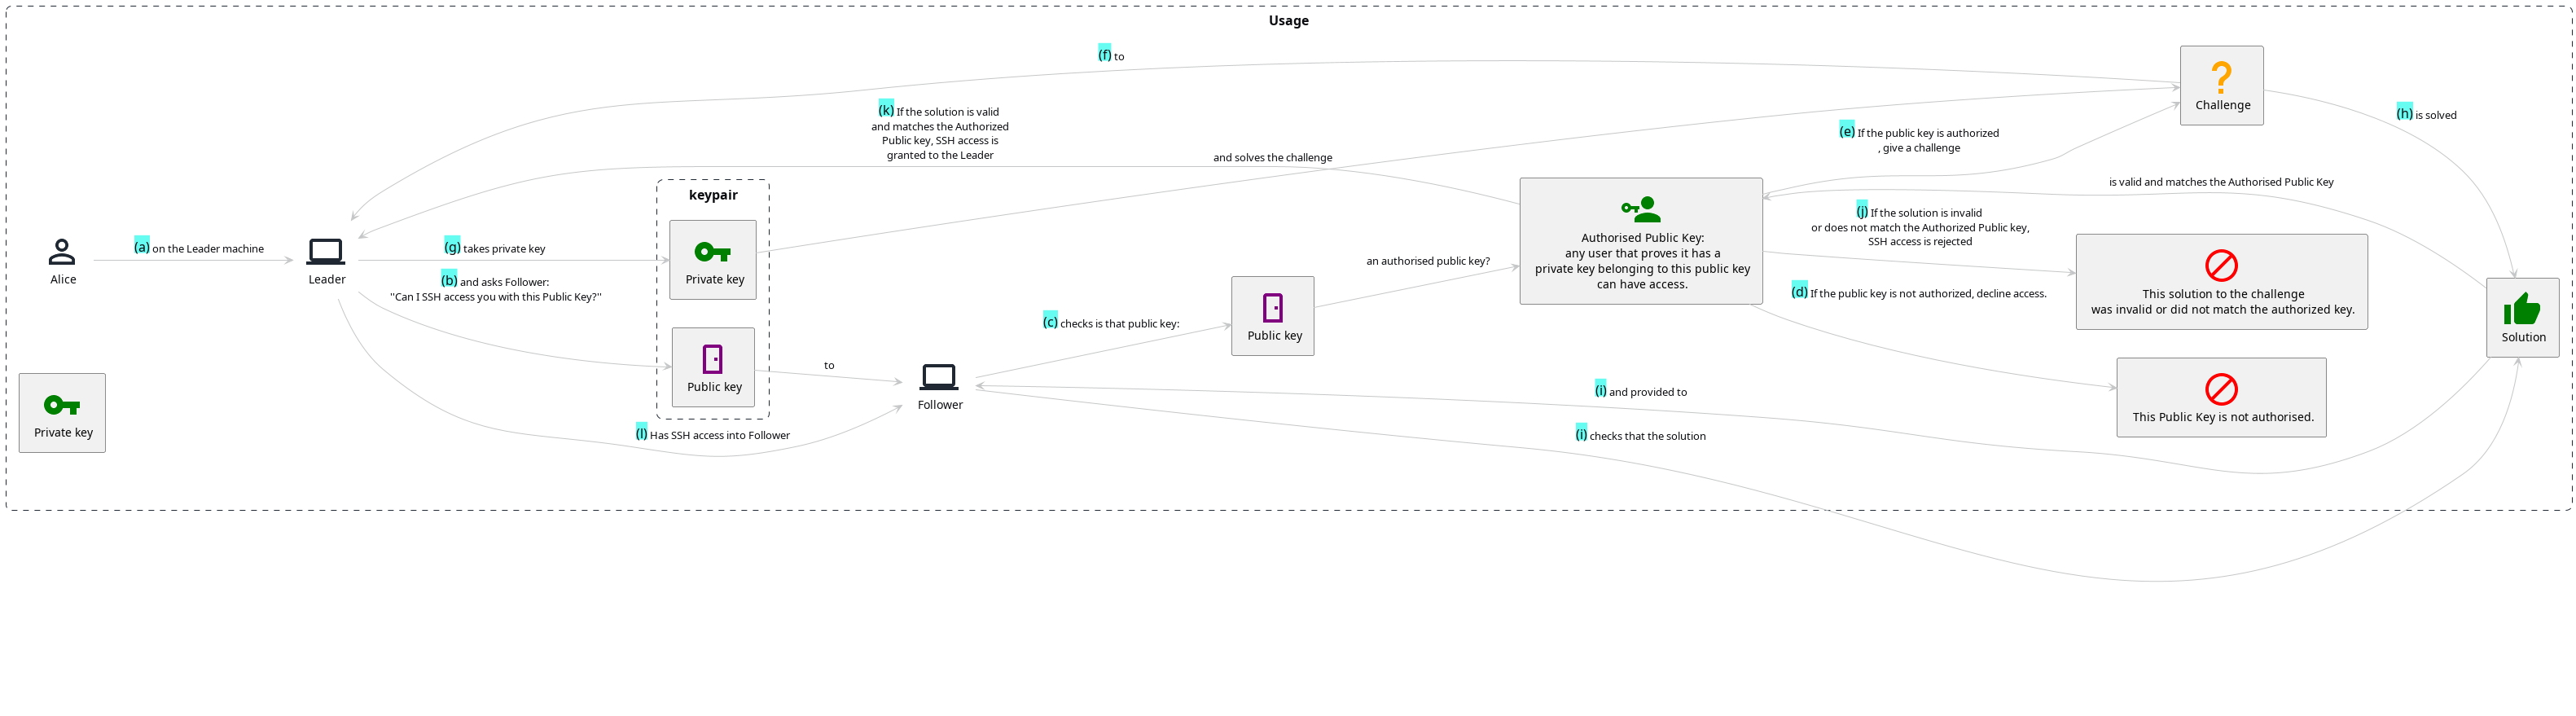 Usage
(f) to
Challenge
(h) is solved
(k) If the solution is valid
and matches the Authorized
Public key, SSH access is
granted to the Leader
(e) If the public key is authorized
, give a challenge
and solves the challenge
keypair
is valid and matches the Authorised Public Key
(j) If the solution is invalid
or does not match the Authorized Public key,
SSH access is rejected
Authorised Public Key:
any user that proves it has a
private key belonging to this public key
can have access.
(a) on the Leader machine
Alice
Leader
(g) takes private key
(b) and asks Follower:
"Can I SSH access you with this Public Key?"
Private key
an authorised public key?
(d) If the public key is not authorized, decline access.
This solution to the challenge
was invalid or did not match the authorized key.
(c) checks is that public key:
Public key
Solution
to
Public key
Follower
(i) and provided to
This Public Key is not authorised.
Private key
(l) Has SSH access into Follower
(i) checks that the solution